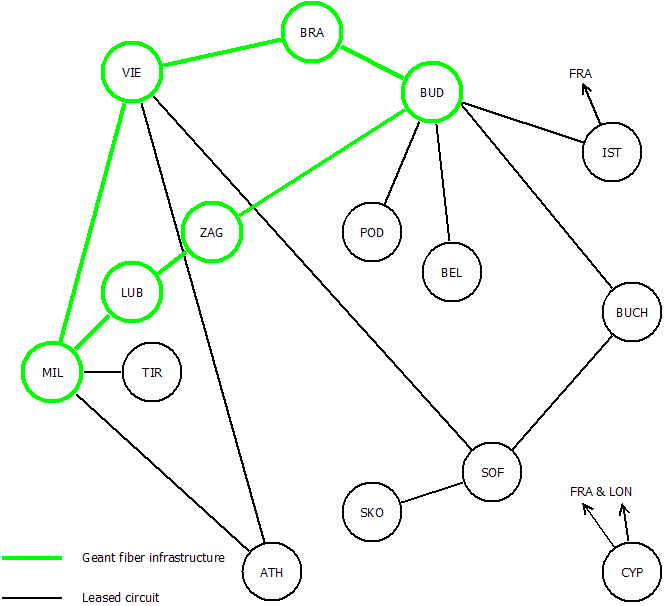 BRA
VIE
FRA
BUD
IST
ZAG
POD
BEL
LUB
BUCH
MIL
TIR
SOF
FRA & LON
SKO
Geant fiber infrastructure
ATH
CYP
Leased circuit